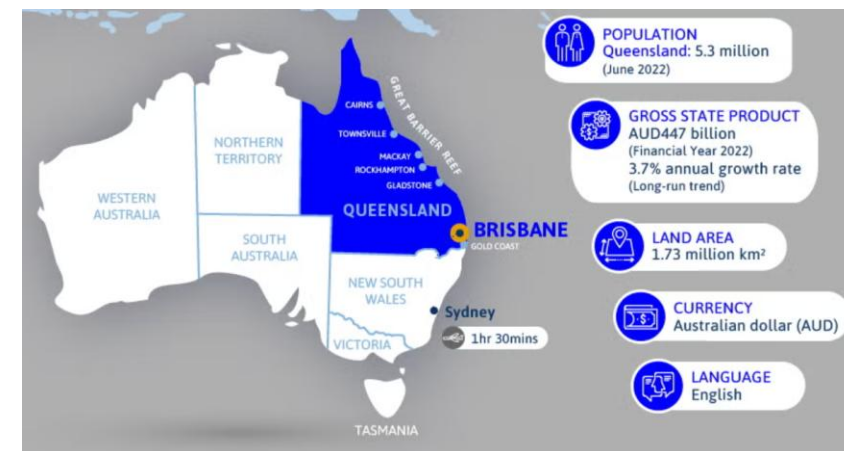 POPULATION
Queensland: 5.3 million
(June 2022)
GROSS STATE PRODUCT
AUD447 billion
(Financial Year 2022)
3.7% annual growth rate
(Long-run trend)
LAND AREA
1.73 million km²
CURRENCY
Australian dollar (AUD)
LANGUAGE
English
CAIRNS
GREAT BARRIER REEF
TOWNSVILLE
MACKAY
ROCKHAMPTON
GLADSTONE
QUEENSLAND
BRISBANE
GOLD COAST
NORTHERN
TERRITORY
WESTERN
AUSTRALIA
SOUTH
AUSTRALIA
NEW SOUTH
WALES
Sydney
1hr 30mins
VICTORIA
TASMANIA